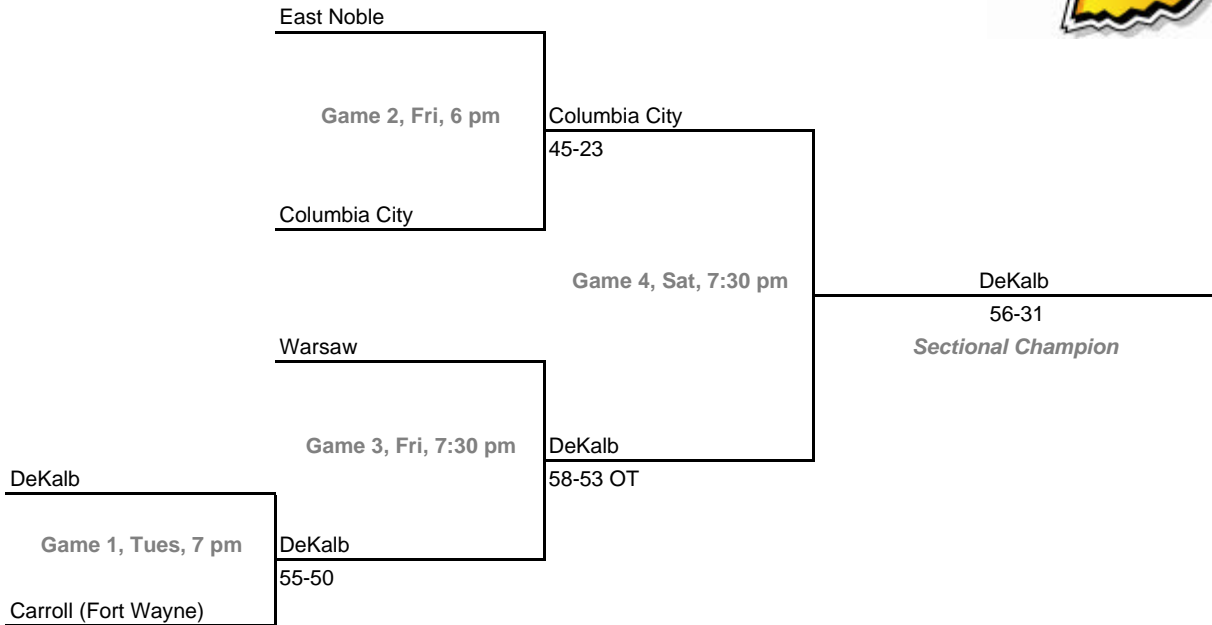 East Noble
Game 2, Fri, 6 pm
Columbia City
45-23
Columbia City
Game 4, Sat, 7:30 pm
DeKalb
56-31
Sectional Champion
Warsaw
Game 3, Fri, 7:30 pm
DeKalb
58-53 OT
DeKalb
Game 1, Tues, 7 pm
DeKalb
55-50
Carroll (Fort Wayne)